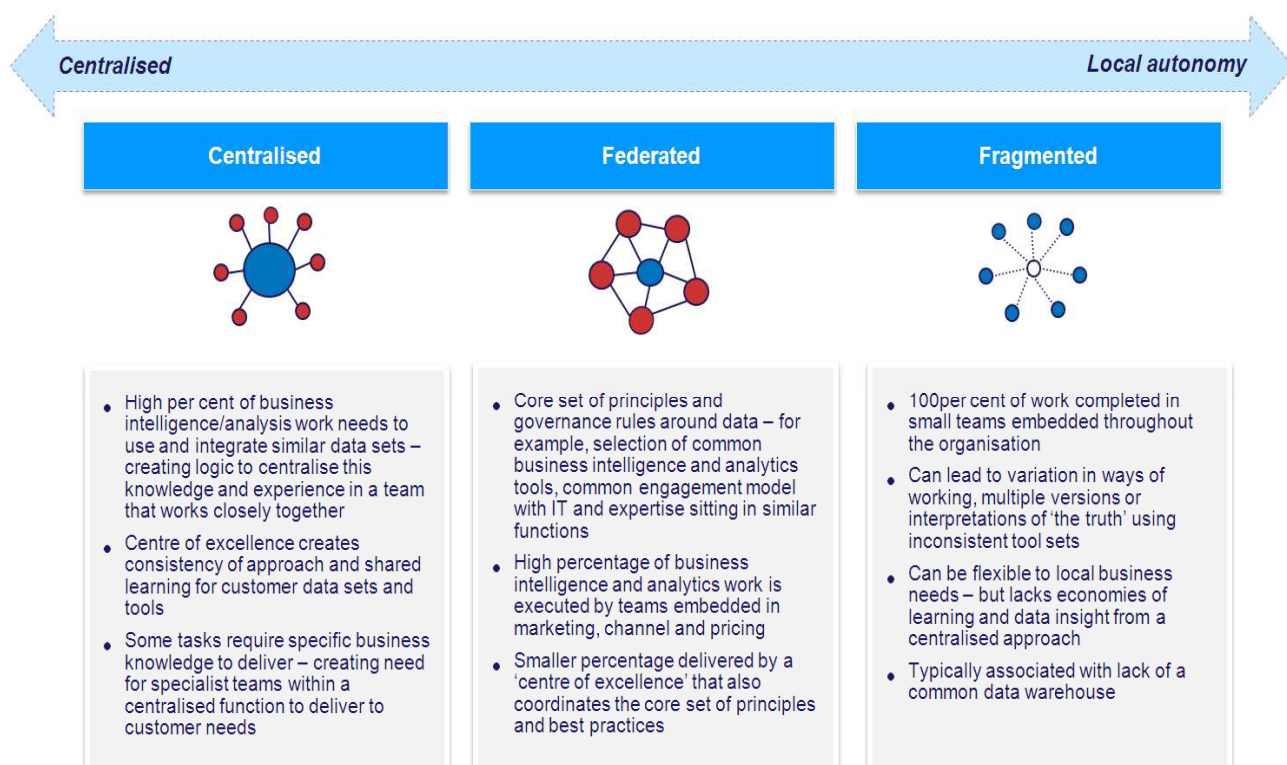 Centralised
Local autonomy
Centralised
Federated
Fragmented
• High per cent of business
intelligence/analysis work needs to
use and integrate similar data sets –
creating logic to centralise this
knowledge and experience in a team
that works closely together
• Centre of excellence creates
consistency of approach and shared
learning for customer data sets and
tools
• Some tasks require specific business
knowledge to deliver – creating need
for specialist teams within a
centralised function to deliver to
customer needs
• Core set of principles and
governance rules around data – for
example, selection of common
business intelligence and analytics
tools, common engagement model
with IT and expertise sitting in similar
functions
• High percentage of business
intelligence and analytics work is
executed by teams embedded in
marketing, channel and pricing
• Smaller percentage delivered by a
‘centre of excellence’ that also
coordinates the core set of principles
and best practices
• 100per cent of work completed in
small teams embedded throughout
the organisation
• Can lead to variation in ways of
working, multiple versions or
interpretations of ‘the truth’ using
inconsistent tool sets
• Can be flexible to local business
needs – but lacks economies of
learning and data insight from a
centralised approach
• Typically associated with lack of a
common data warehouse